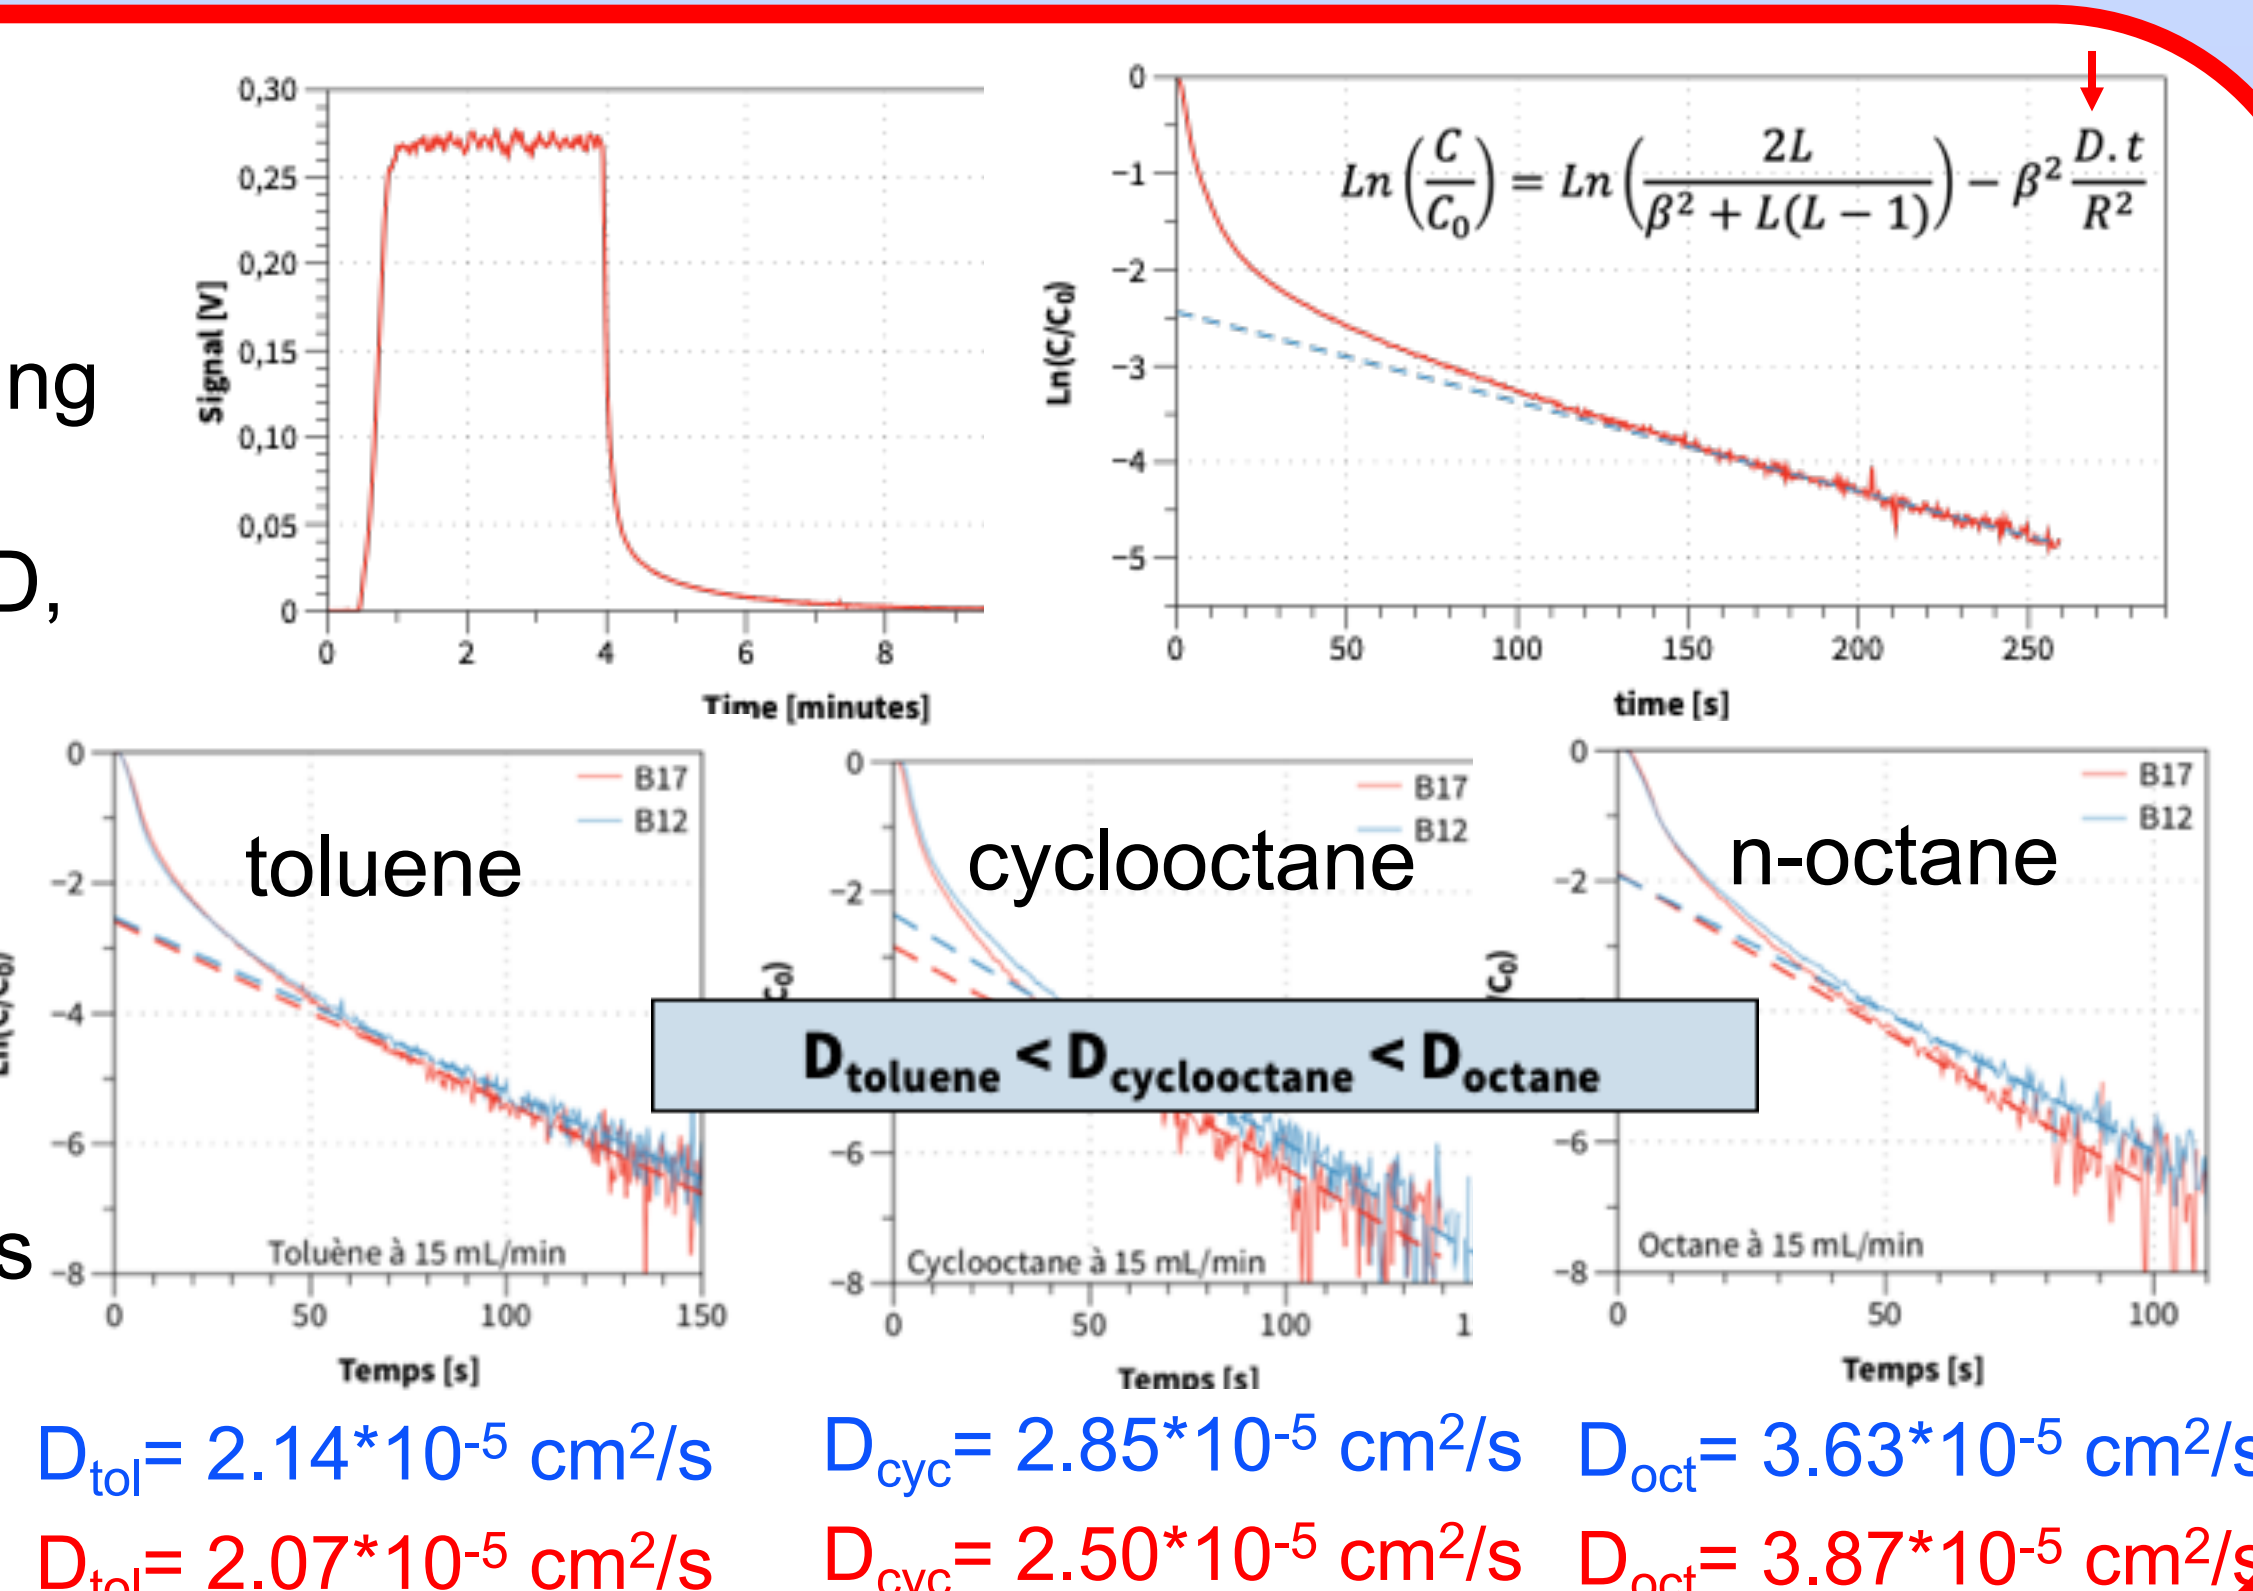 ng
D,
s
0,30
0,25
0,20
0,15
0,10
0,05
0
Signal [V]
0 2 4 6 8
Time [minutes]
0
−1
−2
−3
−4
−5
Ln(C/C₀)
Ln(C/C₀) = Ln(2L/(β² + L(L − 1))) − β² D.t/R²
0 50 100 150 200 250
time [s]
0
−2
−4
−6
−8
B17
B12
toluene
Toluène à 15 mL/min
0 50 100 150
Temps [s]
0
−2
−6
−8
C₀)
B17
B12
cyclooctane
Cyclooctane à 15 mL/min
0 50 100 1
Temps [s]
0
−2
−6
−8
C₀)
B17
B12
n-octane
Octane à 15 mL/min
0 50 100
Temps [s]
D_toluene < D_cyclooctane < D_octane
D_tol= 2.14*10⁻⁵ cm²/s D_cyc= 2.85*10⁻⁵ cm²/s D_oct= 3.63*10⁻⁵ cm²/s
D_tol= 2.07*10⁻⁵ cm²/s D_cyc= 2.50*10⁻⁵ cm²/s D_oct= 3.87*10⁻⁵ cm²/s